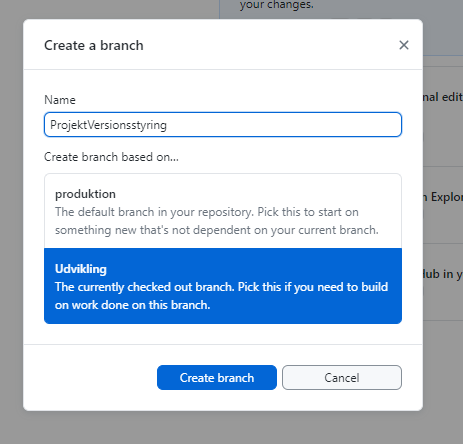 your changes.
Create a branch
Name
nal edit
ProjektVersionsstyring
Create branch based on...
produktion
The default branch in your repository. Pick this to start on
something new that's not dependent on your current branch.
Explor
Udvikling
The currently checked out branch. Pick this if you need to build
on work done on this branch.
ub in y
Create branch
Cancel